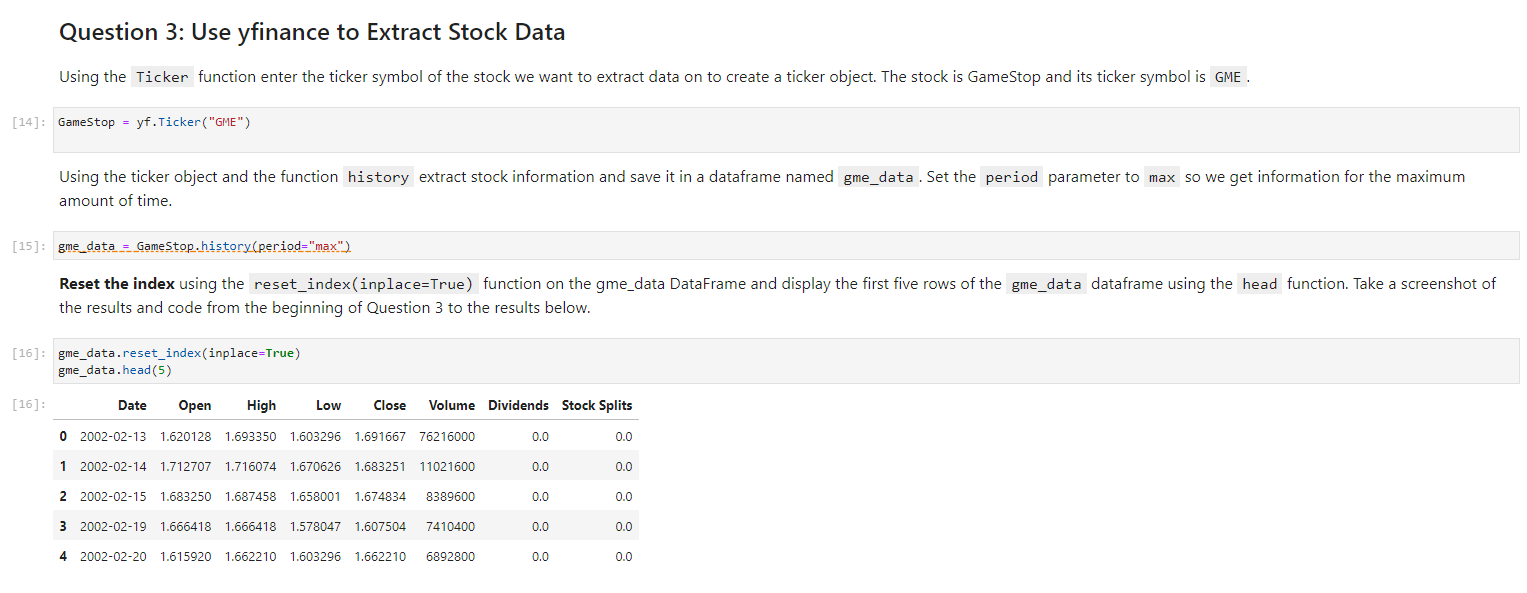 Question 3: Use yfinance to Extract Stock Data
Using the Ticker function enter the ticker symbol of the stock we want to extract data on to create a ticker object. The stock is GameStop and its ticker symbol is GME.
[14]: GameStop = yf.Ticker("GME")
Using the ticker object and the function history extract stock information and save it in a dataframe named gme_data. Set the period parameter to max so we get information for the maximum
amount of time.
[15]: gme_data = GameStop.history(period="max")
Reset the index using the reset_index(inplace=True) function on the gme_data DataFrame and display the first five rows of the gme_data dataframe using the head function. Take a screenshot of
the results and code from the beginning of Question 3 to the results below.
[16]: gme_data.reset_index(inplace=True)
gme_data.head(5)
[16]: Date Open High Low Close Volume Dividends Stock Splits
0 2002-02-13 1.620128 1.693350 1.603296 1.691667 76216000 0.0 0.0
1 2002-02-14 1.712707 1.716074 1.670626 1.683251 11021600 0.0 0.0
2 2002-02-15 1.683250 1.687458 1.658001 1.674834 8389600 0.0 0.0
3 2002-02-19 1.666418 1.666418 1.578047 1.607504 7410400 0.0 0.0
4 2002-02-20 1.615920 1.662210 1.603296 1.662210 6892800 0.0 0.0